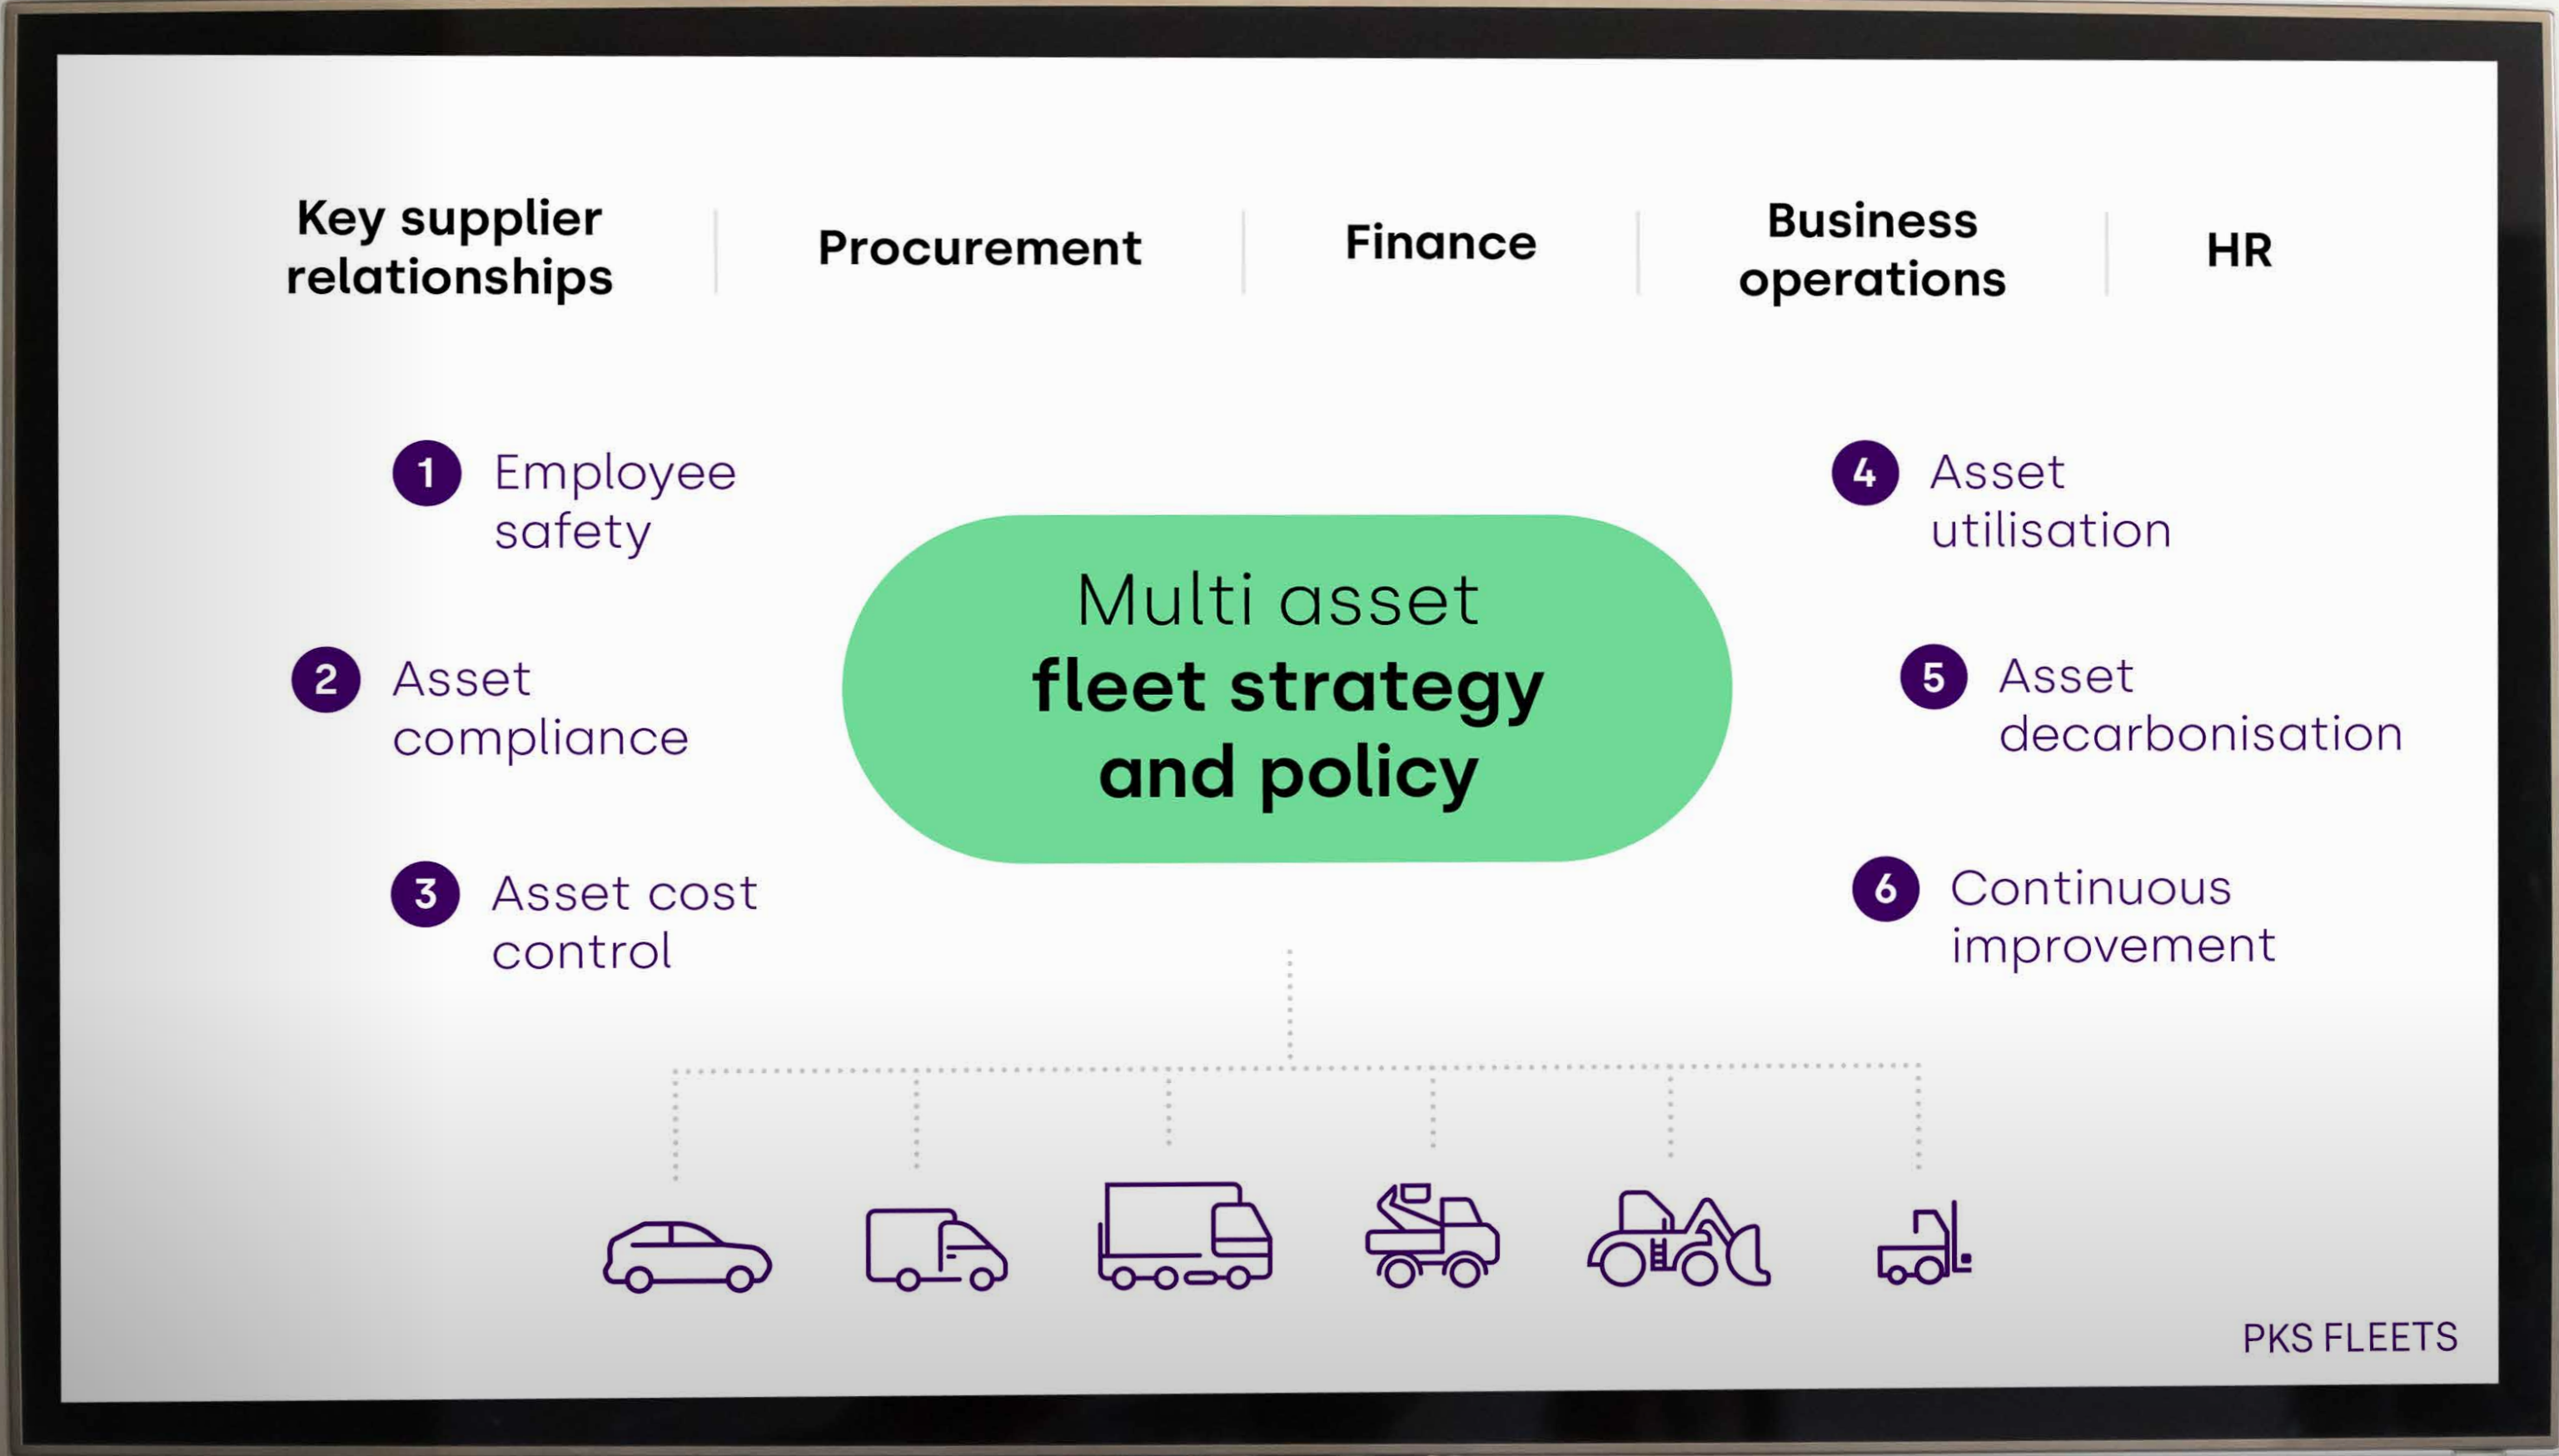 Key supplier
relationships
Procurement
Finance
Business
operations
HR
1 Employee
safety
2 Asset
compliance
3 Asset cost
control
Multi asset
fleet strategy
and policy
4 Asset
utilisation
5 Asset
decarbonisation
6 Continuous
improvement
PKS FLEETS